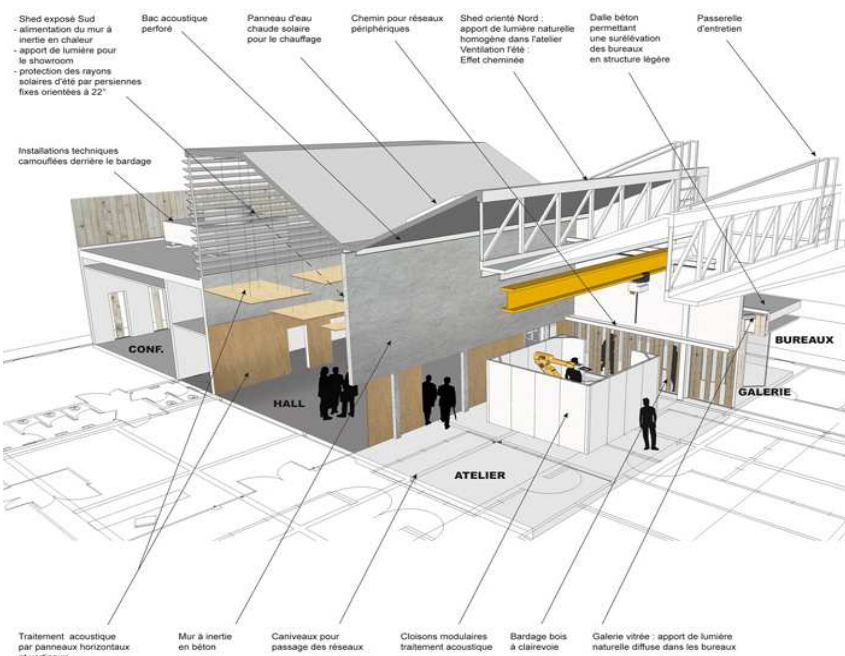 Shed exposé Sud
- alimentation du mur à
inertie en chaleur
- apport de lumière pour
le showroom
- protection des rayons
solaires d'été par persiennes
fixes orientées à 22°
Bac acoustique
perforé
Panneau d'eau
chaude solaire
pour le chauffage
Chemin pour réseaux
périphériques
Shed orienté Nord :
apport de lumière naturelle
homogène dans l'atelier
Ventilation l'été :
Effet cheminée
Dalle béton
permettant
une surélévation
des bureaux
en structure légère
Passerelle
d'entretien
Installations techniques
camouflées derrière le bardage
CONF.
HALL
ATELIER
BUREAUX
GALERIE
Traitement acoustique
par panneaux horizontaux
Mur à inertie
en béton
Caniveaux pour
passage des réseaux
Cloisons modulaires
traitement acoustique
Bardage bois
à clairevoie
Galerie vitrée : apport de lumière
naturelle diffuse dans les bureaux